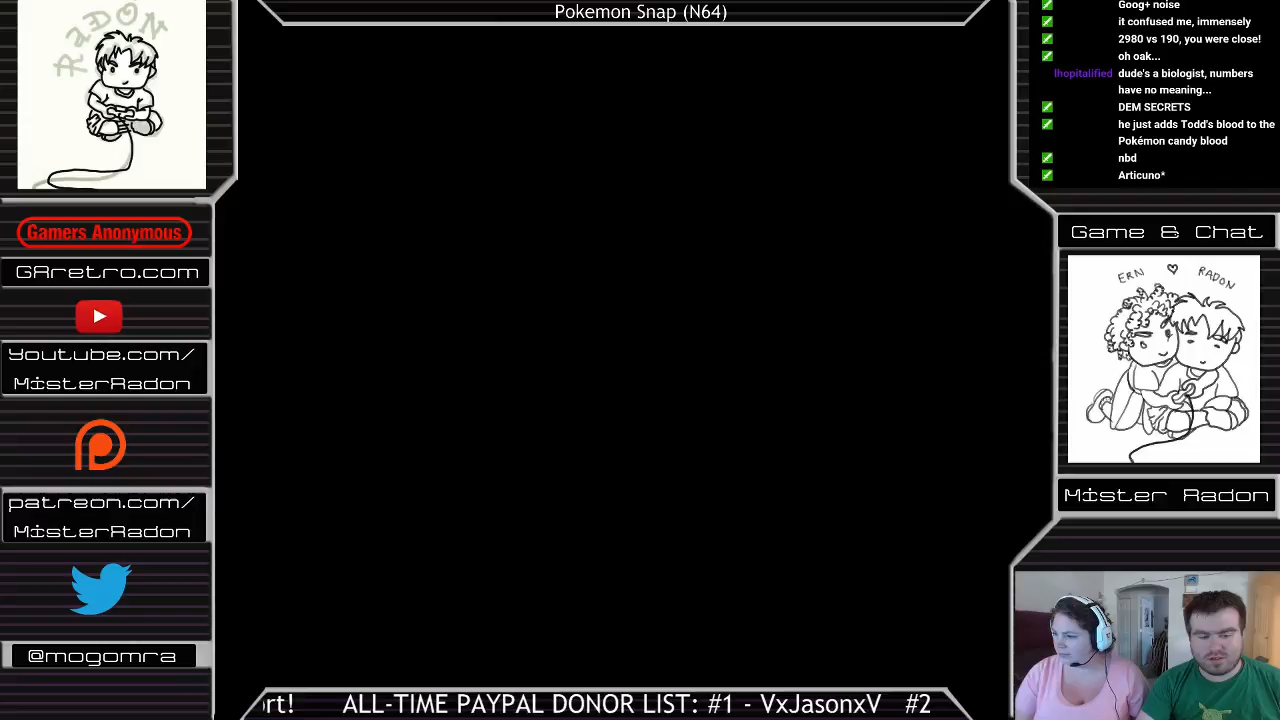 Pokemon Snap (N64)
RADON
Gamers Anonymous
GAretro.com
Youtube.com/
MisterRadon
patreon.com/
MisterRadon
@mogomra
Goog+ noise
it confused me, immensely
2980 vs 190, you were close!
oh oak...
lhopitalified dude's a biologist, numbers
have no meaning...
DEM SECRETS
he just adds Todd's blood to the
Pokémon candy blood
nbd
Articuno*
Game & Chat
ERN ♥ RADON
Mister Radon
rt! ALL-TIME PAYPAL DONOR LIST: #1 - VxJasonxV #2